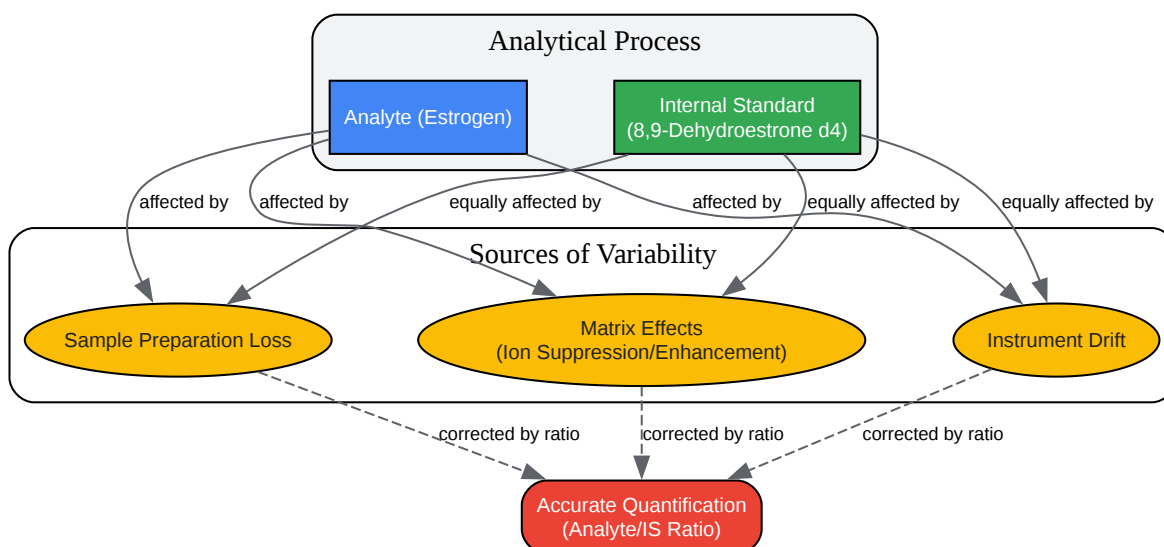 Analytical Process
Analyte (Estrogen)
Internal Standard
(8,9-Dehydroestrone d4)
affected by
affected by
equally affected by
affected by
equally affected by
equally affected by
Sources of Variability
Sample Preparation Loss
Matrix Effects
(Ion Suppression/Enhancement)
Instrument Drift
corrected by ratio
corrected by ratio
corrected by ratio
Accurate Quantification
(Analyte/IS Ratio)